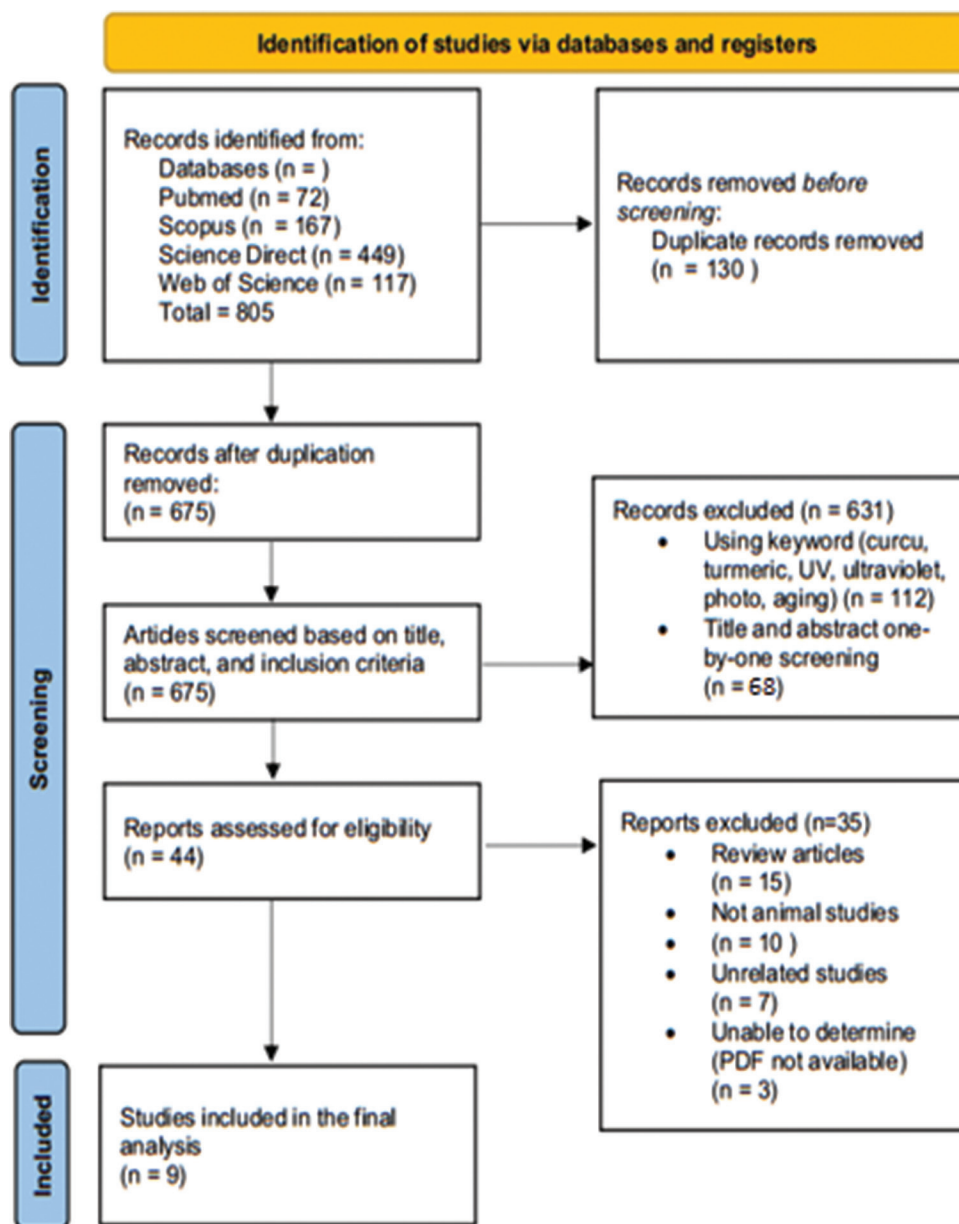 Identification of studies via databases and registers
Identification
Records identified from:
Databases (n = )
Pubmed (n = 72)
Scopus (n = 167)
Science Direct (n = 449)
Web of Science (n = 117)
Total = 805
Records removed before
screening:
Duplicate records removed
(n = 130 )
Screening
Records after duplication
removed:
(n = 675)
Articles screened based on title,
abstract, and inclusion criteria
(n = 675)
Records excluded (n = 631)
• Using keyword (curcu,
turmeric, UV, ultraviolet,
photo, aging) (n = 112)
• Title and abstract one-
by-one screening
(n = 68)
Reports assessed for eligibility
(n = 44)
Reports excluded (n=35)
• Review articles
(n = 15)
• Not animal studies
• (n = 10 )
• Unrelated studies
(n = 7)
• Unable to determine
(PDF not available)
(n = 3)
Included
Studies included in the final
analysis
(n = 9)